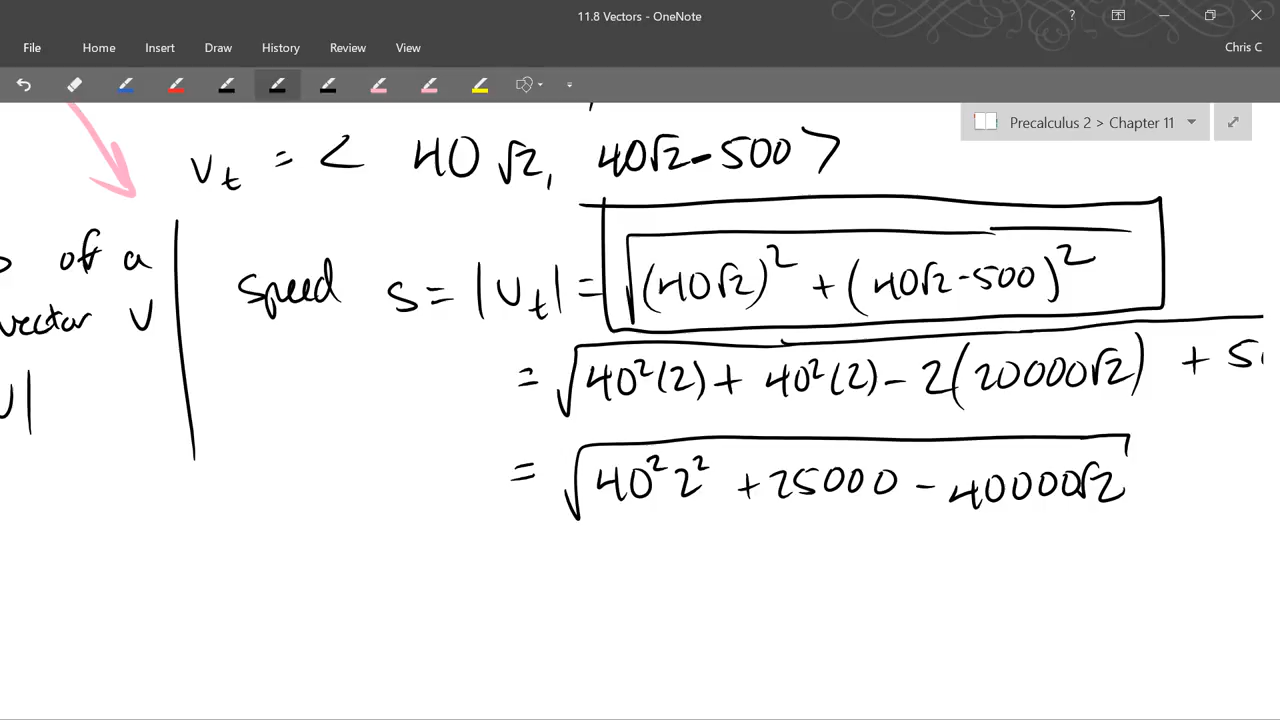 11.8 Vectors - OneNote
?
File Home Insert Draw History Review View
Chris C
Precalculus 2 > Chapter 11
v_t = < 40√2, 40√2 - 500 >
of a
vector v
speed s = |v_t| = √((40√2)² + (40√2 - 500)²)
= √(40²(2) + 40²(2) - 2(20000√2) + 5
= √(40² 2² + 25000 - 40000√2)